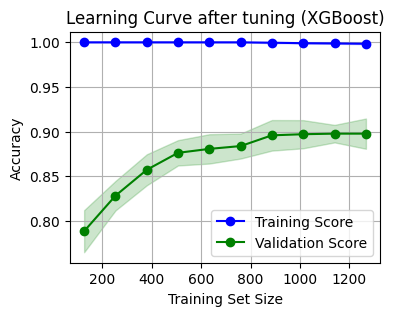 Learning Curve after tuning (XGBoost)
1.00
0.95
0.90
0.85
0.80
Accuracy
Training Score
Validation Score
200 400 600 800 1000 1200
Training Set Size